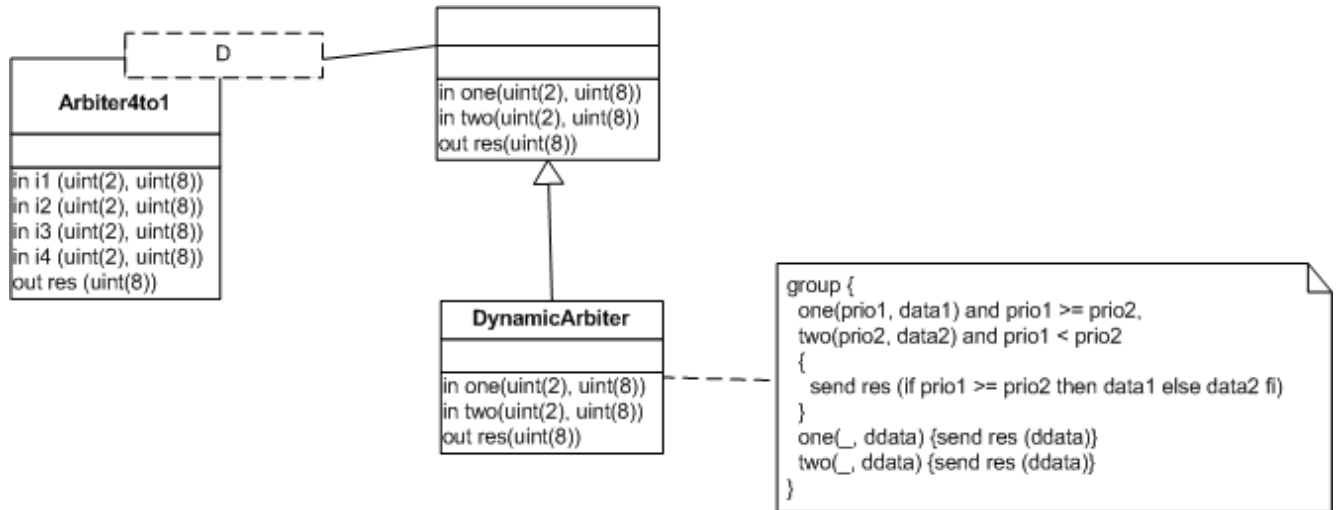 D
Arbiter4to1
in i1 (uint(2), uint(8))
in i2 (uint(2), uint(8))
in i3 (uint(2), uint(8))
in i4 (uint(2), uint(8))
out res (uint(8))
in one(uint(2), uint(8))
in two(uint(2), uint(8))
out res(uint(8))
DynamicArbiter
in one(uint(2), uint(8))
in two(uint(2), uint(8))
out res(uint(8))
group {
one(prio1, data1) and prio1 >= prio2,
two(prio2, data2) and prio1 < prio2
{
send res (if prio1 >= prio2 then data1 else data2 fi)
}
one(_, ddata) {send res (ddata)}
two(_, ddata) {send res (ddata)}
}